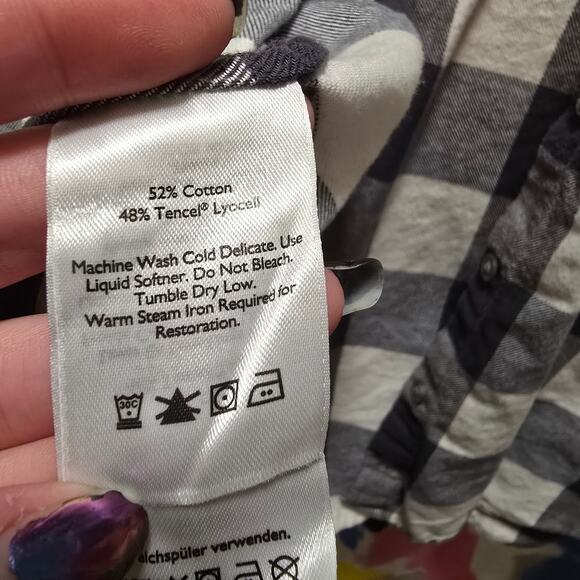 52% Cotton
48% Tencel® Lyocell
Machine Wash Cold Delicate. Use
Liquid Softner. Do Not Bleach.
Tumble Dry Low.
Warm Steam Iron Required for
Restoration.
30C
eichspüler verwenden.